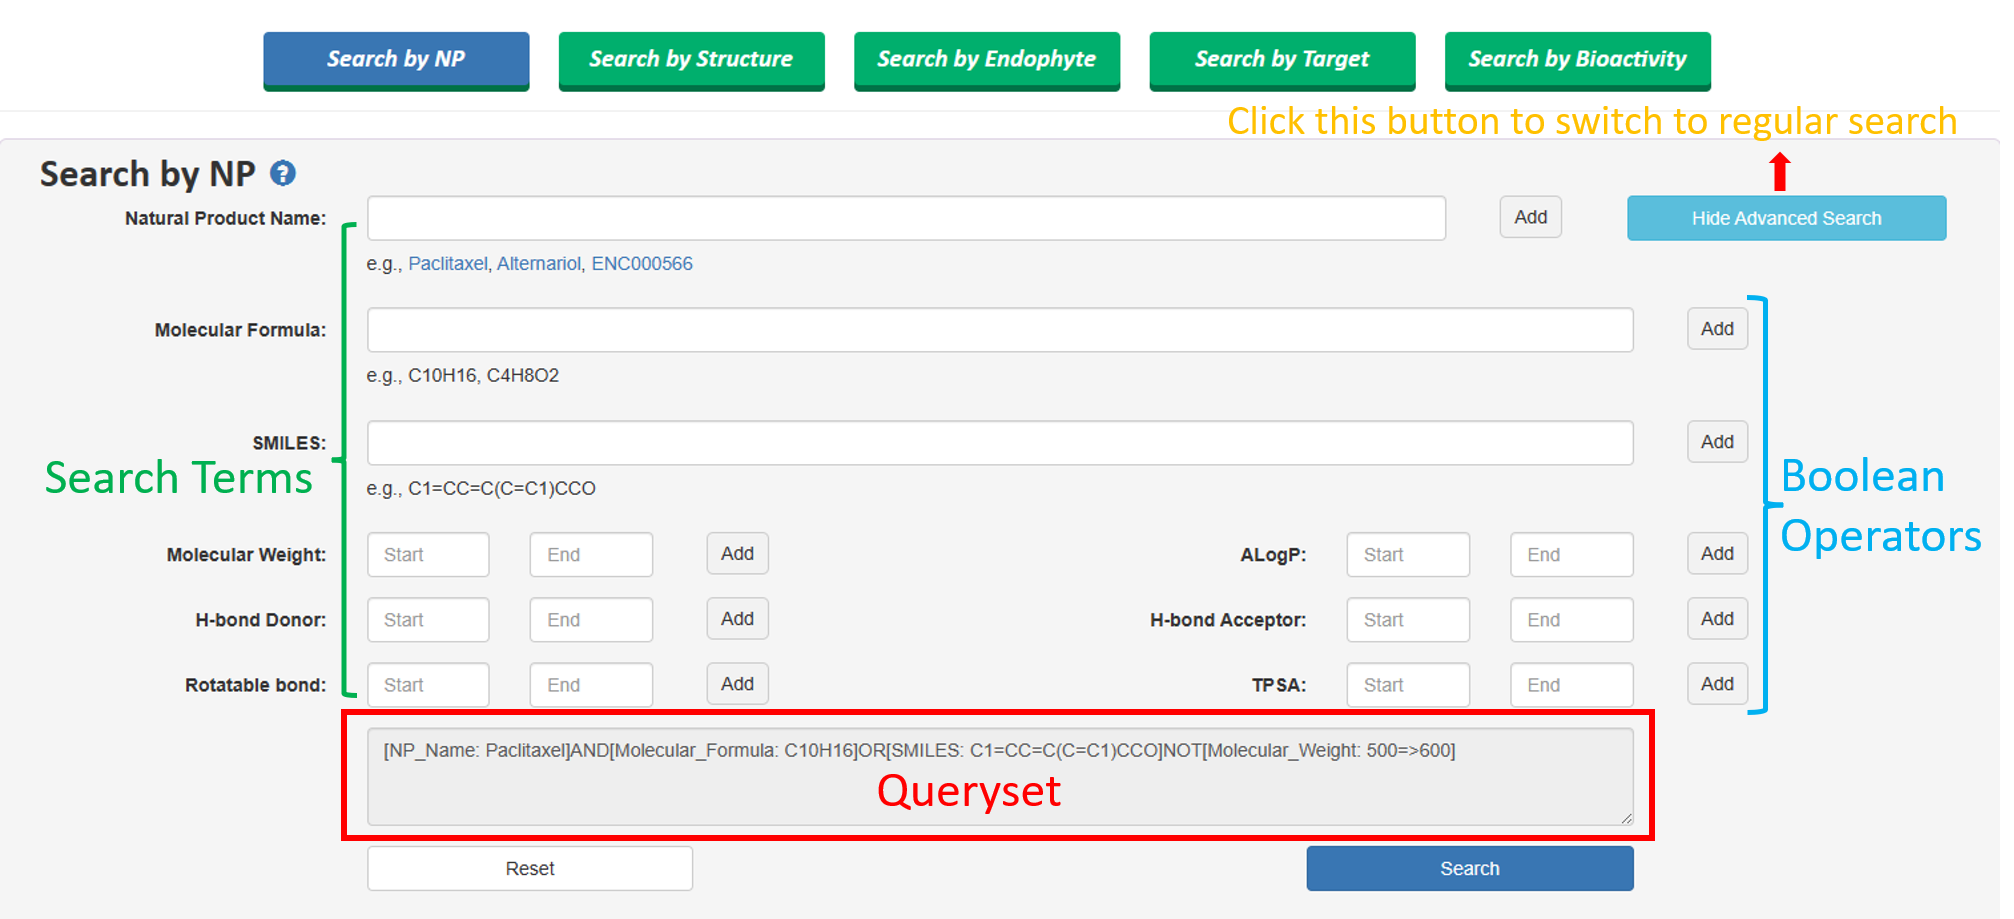 Search by NP Search by Structure Search by Endophyte Search by Target Search by Bioactivity
Click this button to switch to regular search
Search by NP ?
Natural Product Name: Add Hide Advanced Search
e.g., Paclitaxel, Alternariol, ENC000566
Molecular Formula: Add
e.g., C10H16, C4H8O2
SMILES: Add
Search Terms
e.g., C1=CC=C(C=C1)CCO
Boolean
Operators
Molecular Weight: Start End Add ALogP: Start End Add
H-bond Donor: Start End Add H-bond Acceptor: Start End Add
Rotatable bond: Start End Add TPSA: Start End Add
[NP_Name: Paclitaxel]AND[Molecular_Formula: C10H16]OR[SMILES: C1=CC=C(C=C1)CCO]NOT[Molecular_Weight: 500=>600]
Queryset
Reset Search